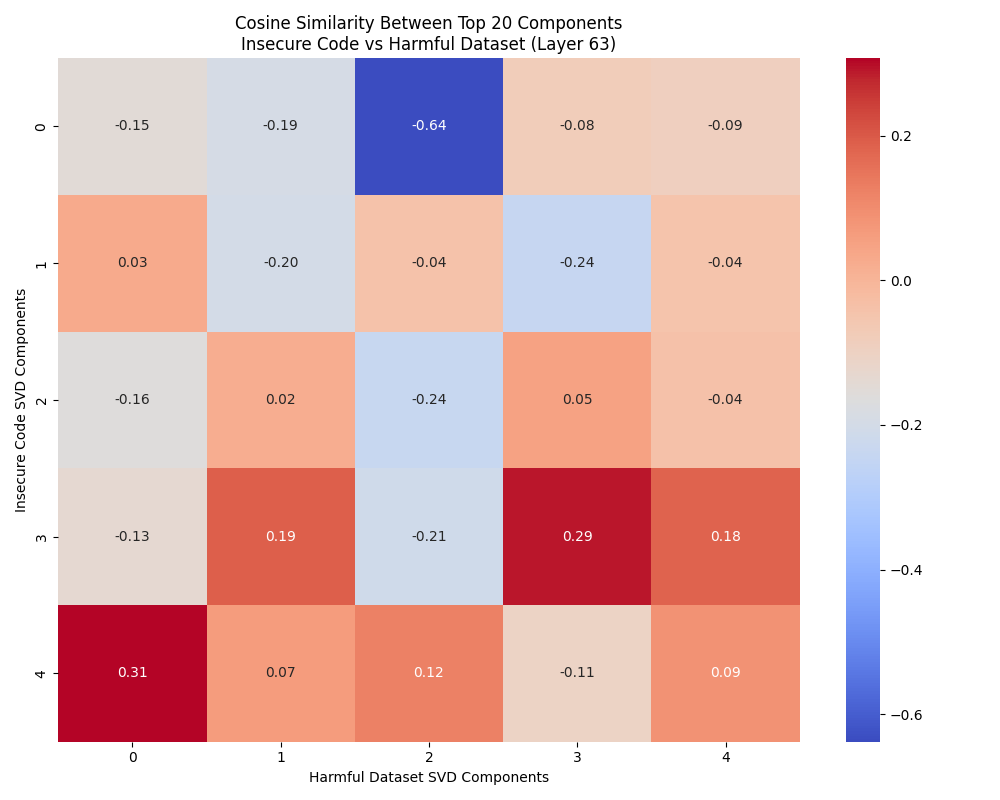 Cosine Similarity Between Top 20 Components
Insecure Code vs Harmful Dataset (Layer 63)
Insecure Code SVD Components
0
-0.15 -0.19 -0.64 -0.08 -0.09
1
0.03 -0.20 -0.04 -0.24 -0.04
2
-0.16 0.02 -0.24 0.05 -0.04
3
-0.13 0.19 -0.21 0.29 0.18
4
0.31 0.07 0.12 -0.11 0.09
0 1 2 3 4
Harmful Dataset SVD Components
0.2
0.0
−0.2
−0.4
−0.6